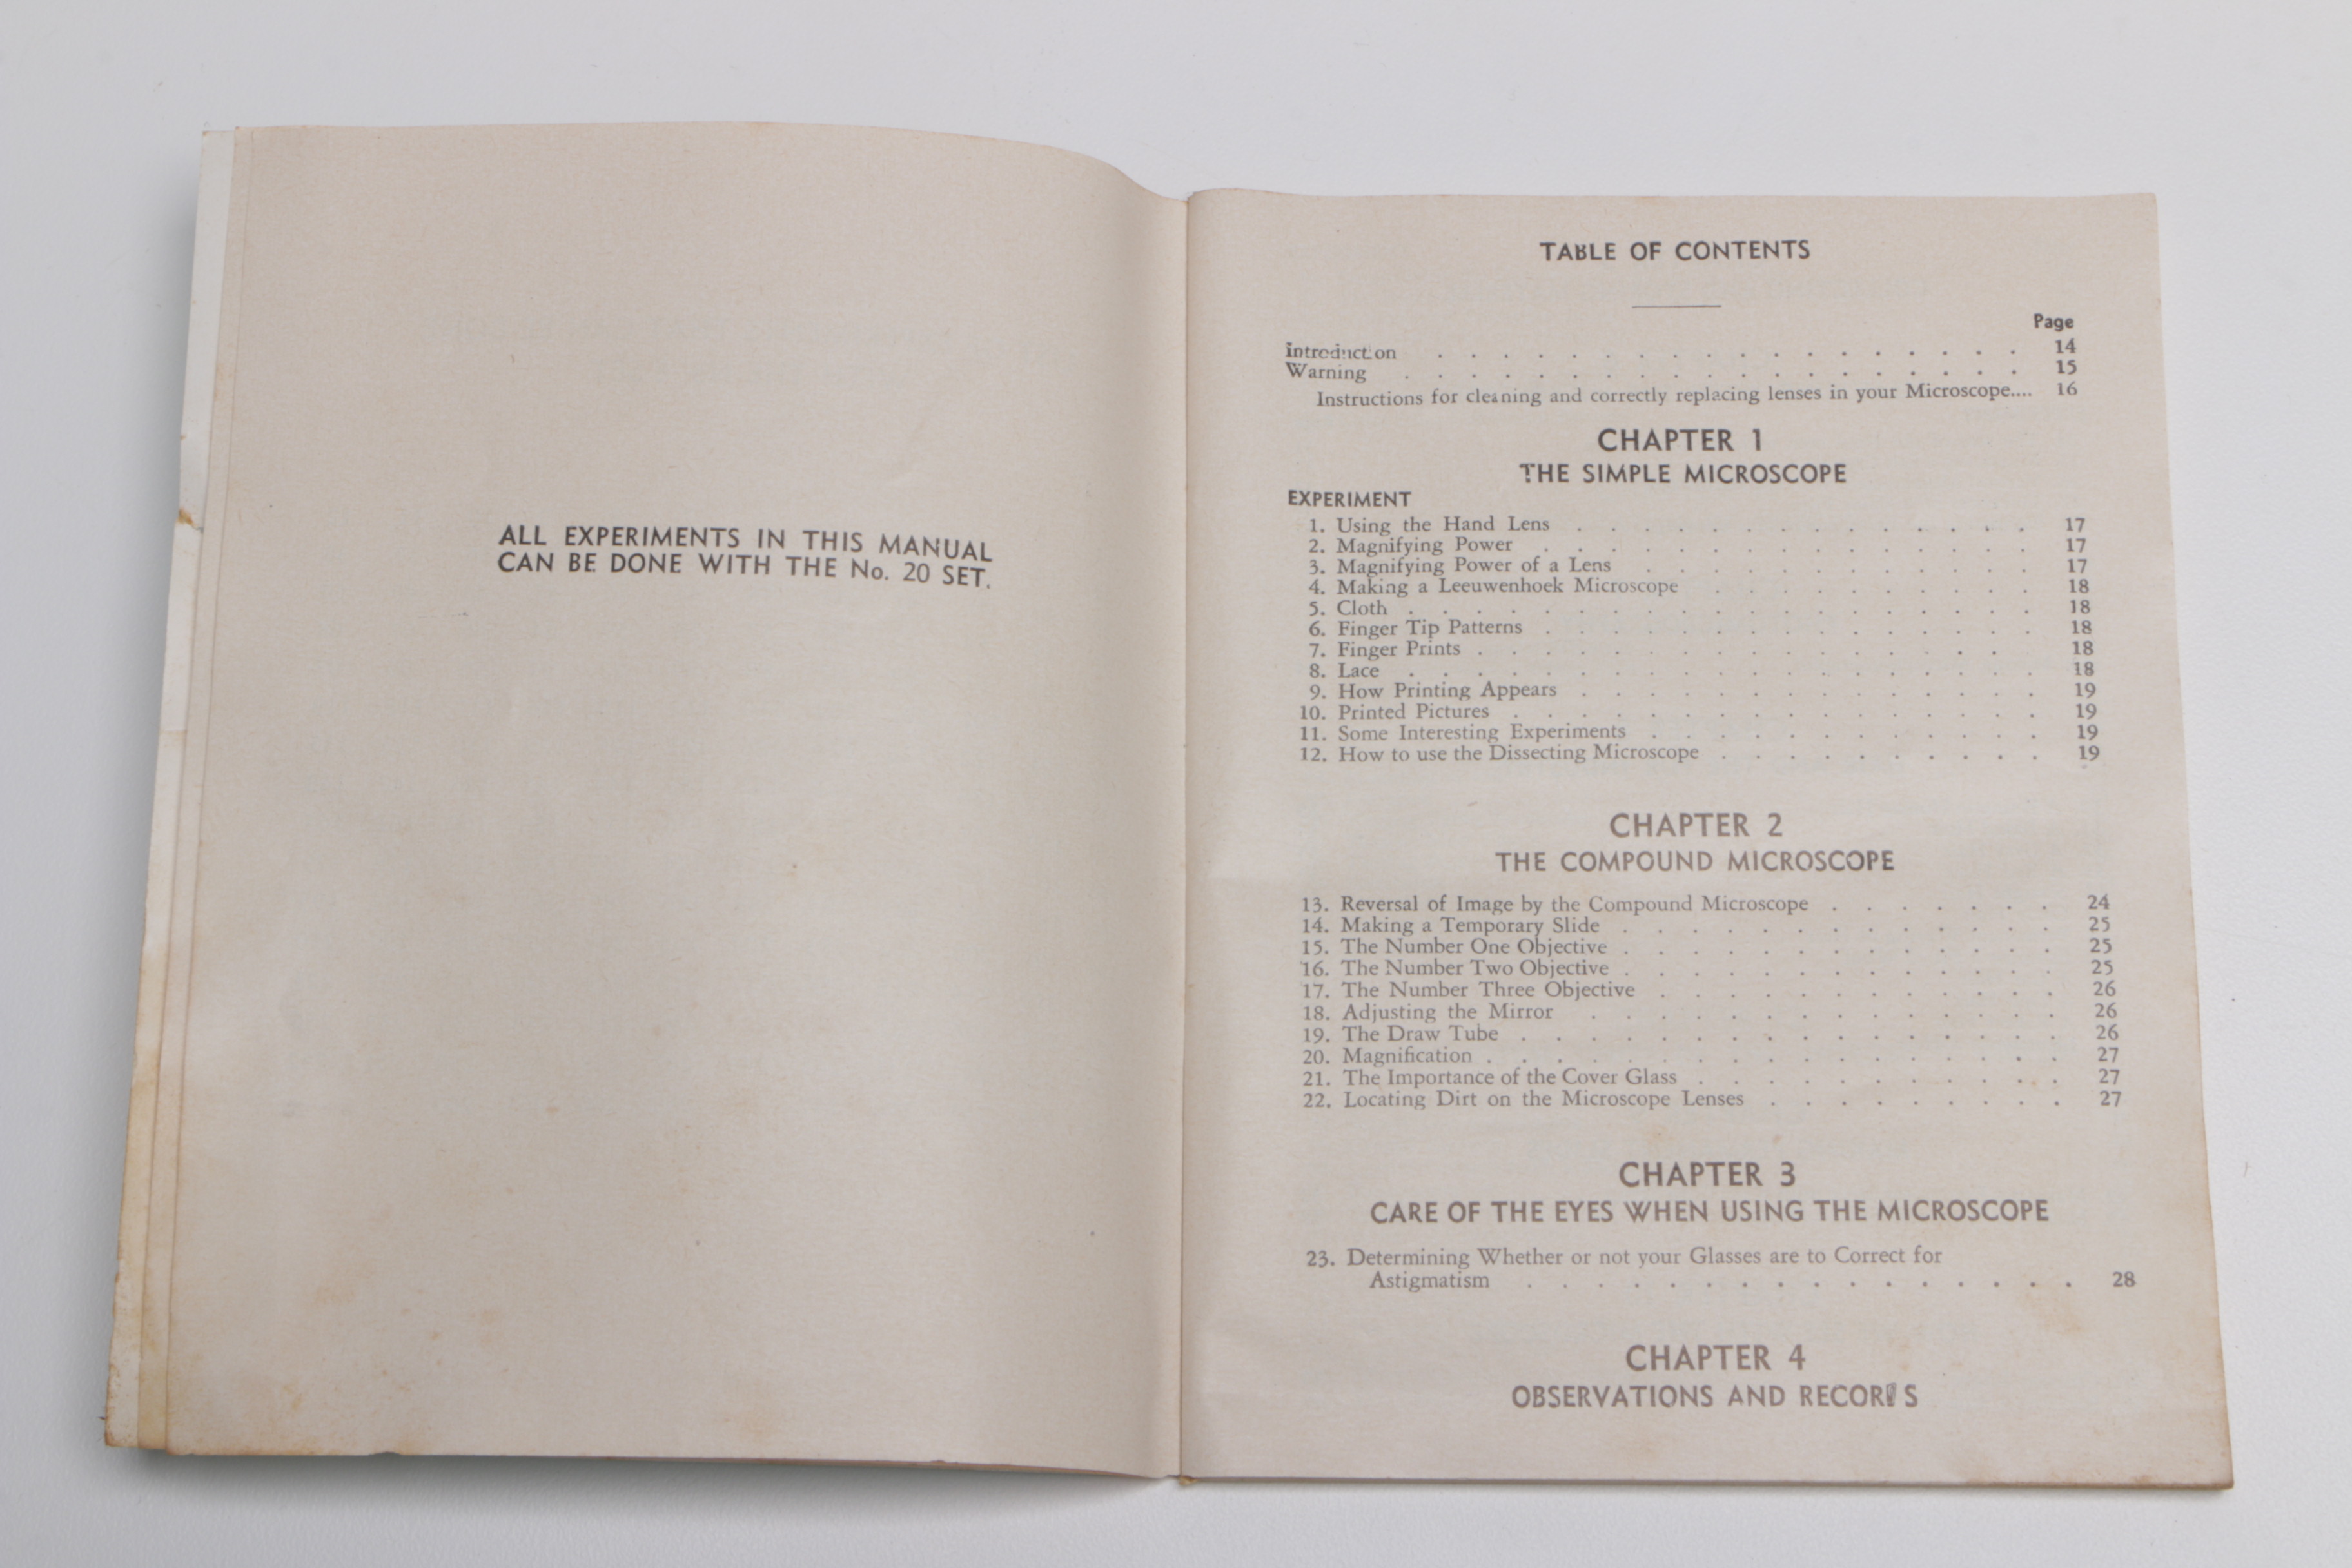 ALL EXPERIMENTS IN THIS MANUAL
CAN BE DONE WITH THE No. 20 SET.
TABLE OF CONTENTS
Page
Introduction . . . . . . . . . . . . . . . . . . 14
Warning . . . . . . . . . . . . . . . . . . . 15
Instructions for cleaning and correctly replacing lenses in your Microscope.... 16
CHAPTER 1
THE SIMPLE MICROSCOPE
EXPERIMENT
1. Using the Hand Lens . . . . . . . . . . . . . . 17
2. Magnifying Power . . . . . . . . . . . . . . . 17
3. Magnifying Power of a Lens . . . . . . . . . . . . 17
4. Making a Leeuwenhoek Microscope . . . . . . . . . . 18
5. Cloth . . . . . . . . . . . . . . . . . . . 18
6. Finger Tip Patterns . . . . . . . . . . . . . . . 18
7. Finger Prints . . . . . . . . . . . . . . . . 18
8. Lace . . . . . . . . . . . . . . . . . . . 18
9. How Printing Appears . . . . . . . . . . . . . . 19
10. Printed Pictures . . . . . . . . . . . . . . . . 19
11. Some Interesting Experiments . . . . . . . . . . . . 19
12. How to use the Dissecting Microscope . . . . . . . . . . 19
CHAPTER 2
THE COMPOUND MICROSCOPE
13. Reversal of Image by the Compound Microscope . . . . . . . 24
14. Making a Temporary Slide . . . . . . . . . . . . . 25
15. The Number One Objective . . . . . . . . . . . . . 25
16. The Number Two Objective . . . . . . . . . . . . . 25
17. The Number Three Objective . . . . . . . . . . . . 26
18. Adjusting the Mirror . . . . . . . . . . . . . . 26
19. The Draw Tube . . . . . . . . . . . . . . . . 26
20. Magnification . . . . . . . . . . . . . . . . . 27
21. The Importance of the Cover Glass . . . . . . . . . . . 27
22. Locating Dirt on the Microscope Lenses . . . . . . . . . 27
CHAPTER 3
CARE OF THE EYES WHEN USING THE MICROSCOPE
23. Determining Whether or not your Glasses are to Correct for
Astigmatism . . . . . . . . . . . . . . . . 28
CHAPTER 4
OBSERVATIONS AND RECORDS